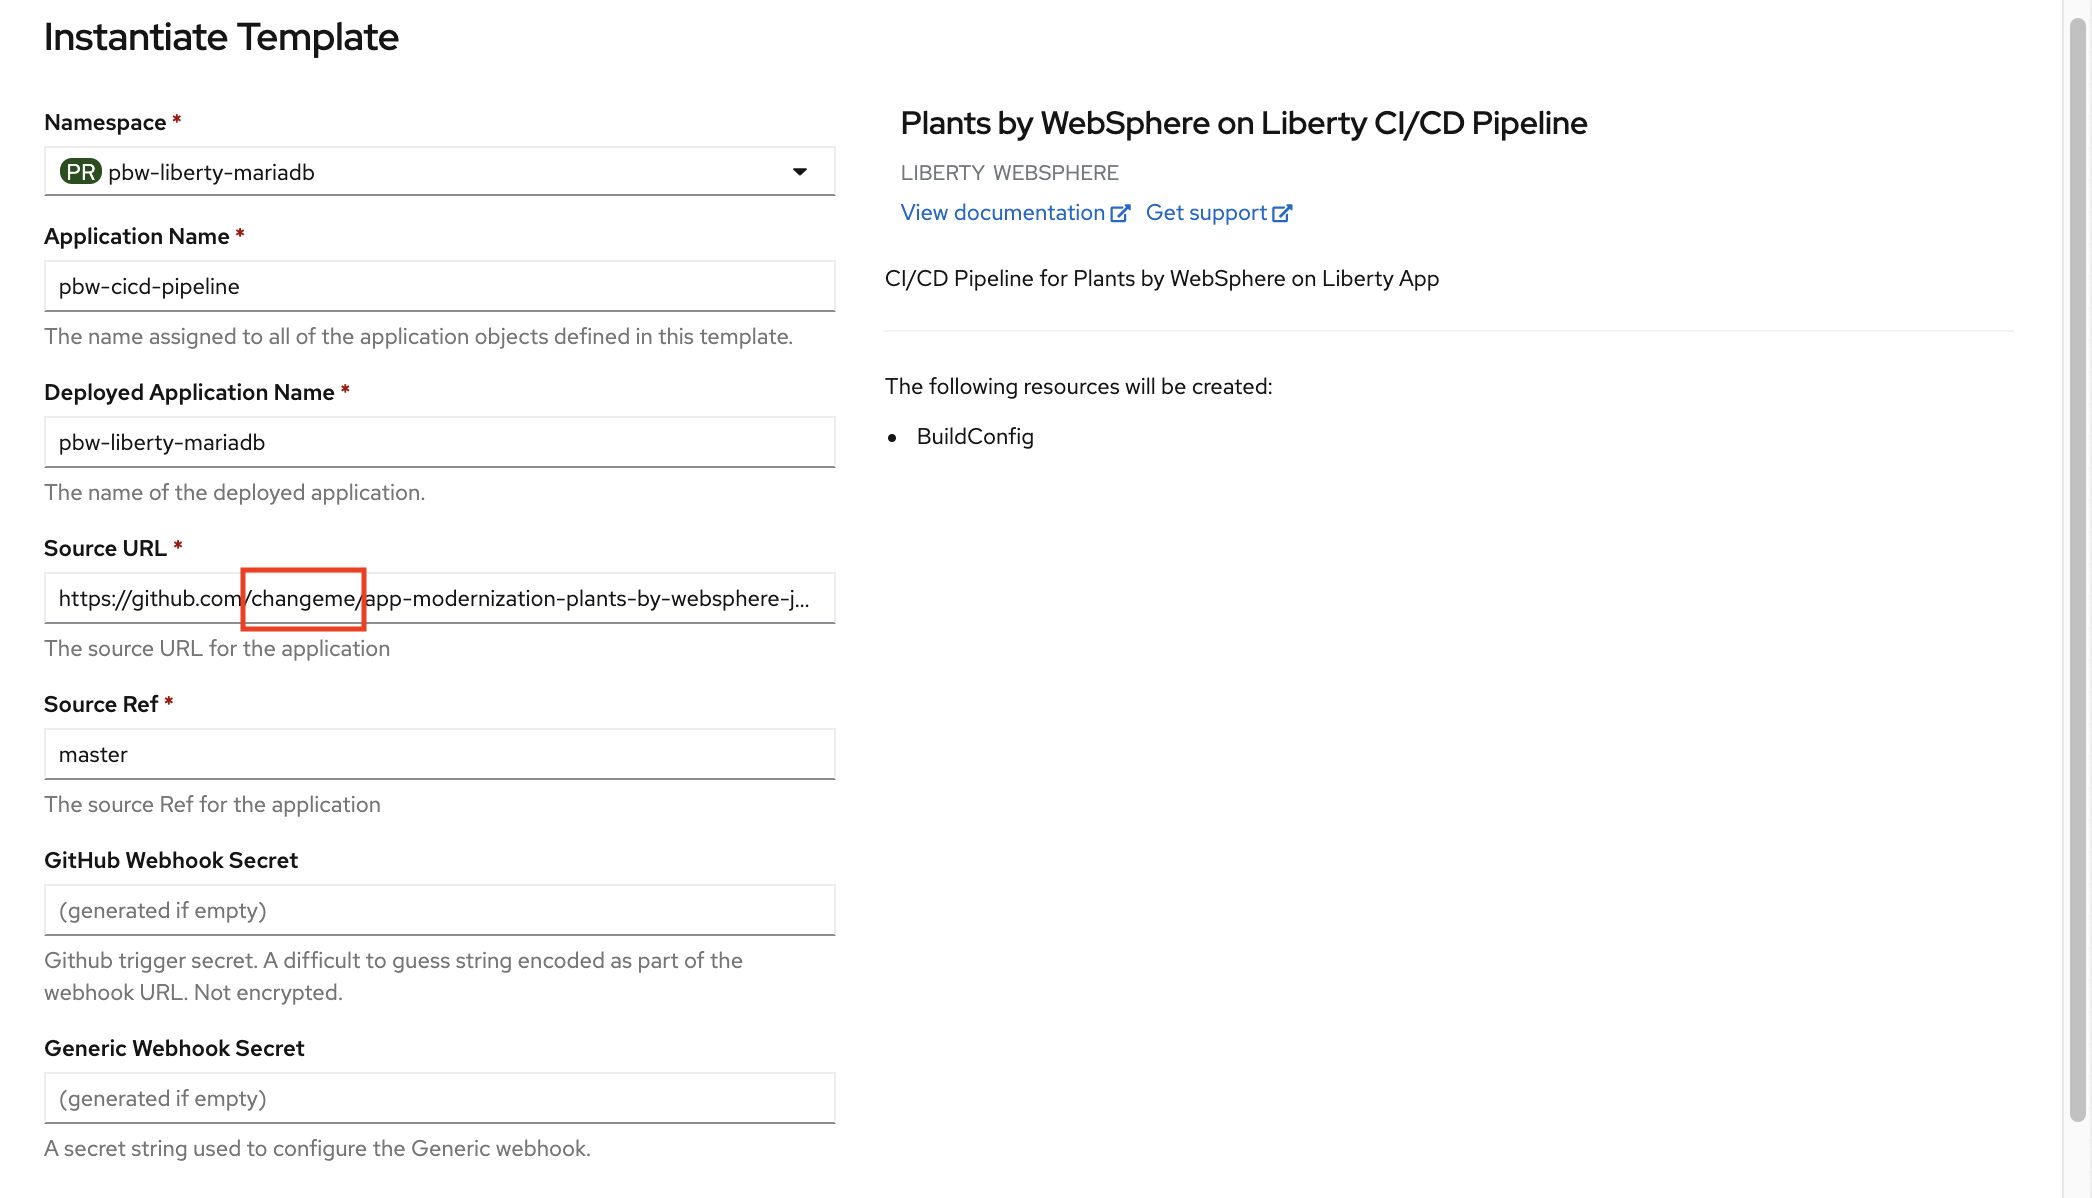 Instantiate Template
Namespace *
PR pbw-liberty-mariadb
Application Name *
pbw-cicd-pipeline
The name assigned to all of the application objects defined in this template.
Deployed Application Name *
pbw-liberty-mariadb
The name of the deployed application.
Source URL *
https://github.com/changeme/app-modernization-plants-by-websphere-j...
The source URL for the application
Source Ref *
master
The source Ref for the application
GitHub Webhook Secret
(generated if empty)
Github trigger secret. A difficult to guess string encoded as part of the
webhook URL. Not encrypted.
Generic Webhook Secret
(generated if empty)
A secret string used to configure the Generic webhook.
Plants by WebSphere on Liberty CI/CD Pipeline
LIBERTY WEBSPHERE
View documentation Get support
CI/CD Pipeline for Plants by WebSphere on Liberty App
The following resources will be created:
• BuildConfig